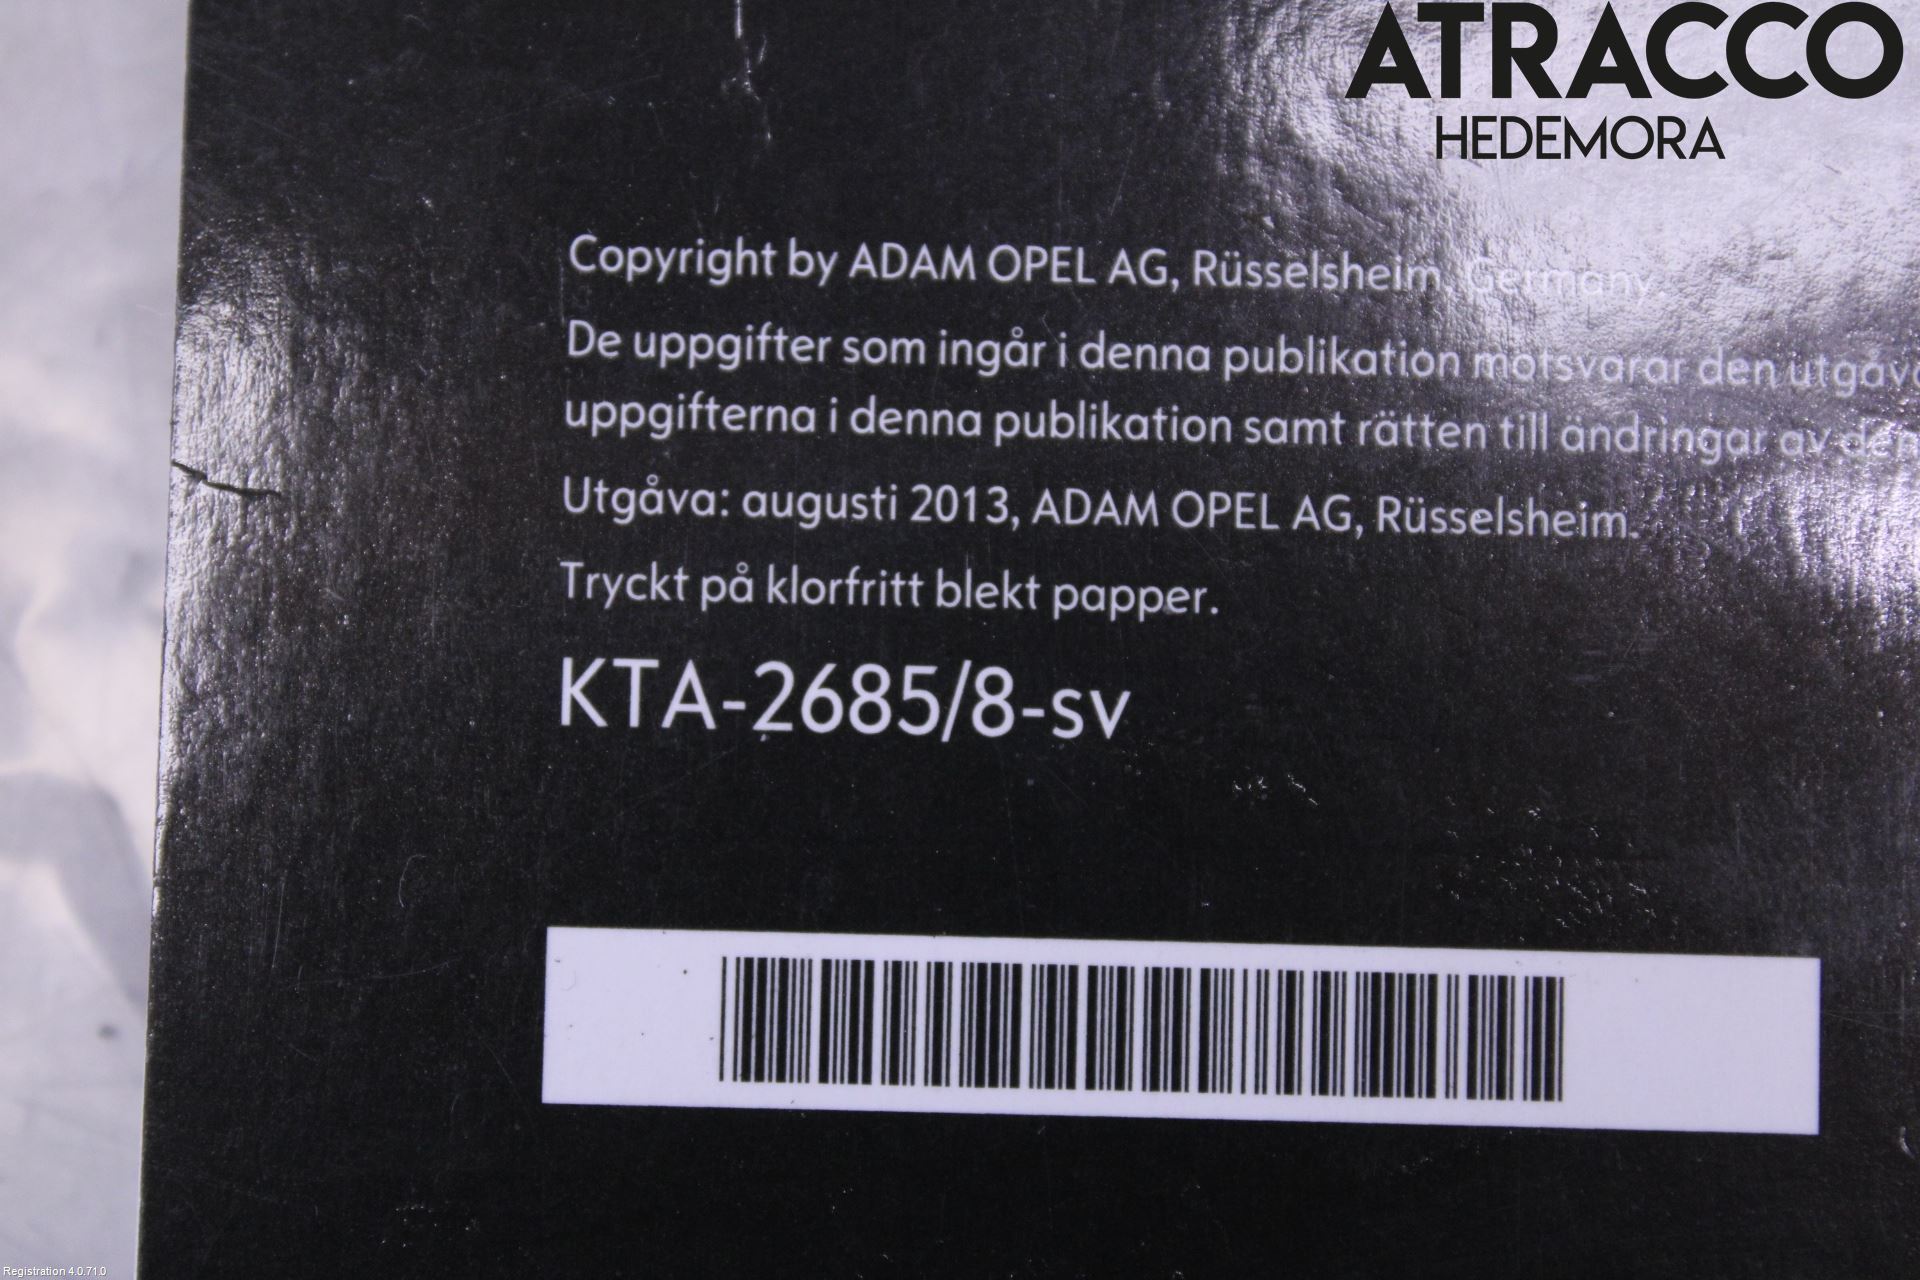 ATRACCO
HEDEMORA
Copyright by ADAM OPEL AG, Rüsselsheim, Germany.
De uppgifter som ingår i denna publikation motsvarar den
uppgifterna i denna publikation samt rätten till ändringar av
Utgåva: augusti 2013, ADAM OPEL AG, Rüsselsheim.
Tryckt på klorfritt blekt papper.
KTA-2685/8-sv
Registration 4.0.71.0